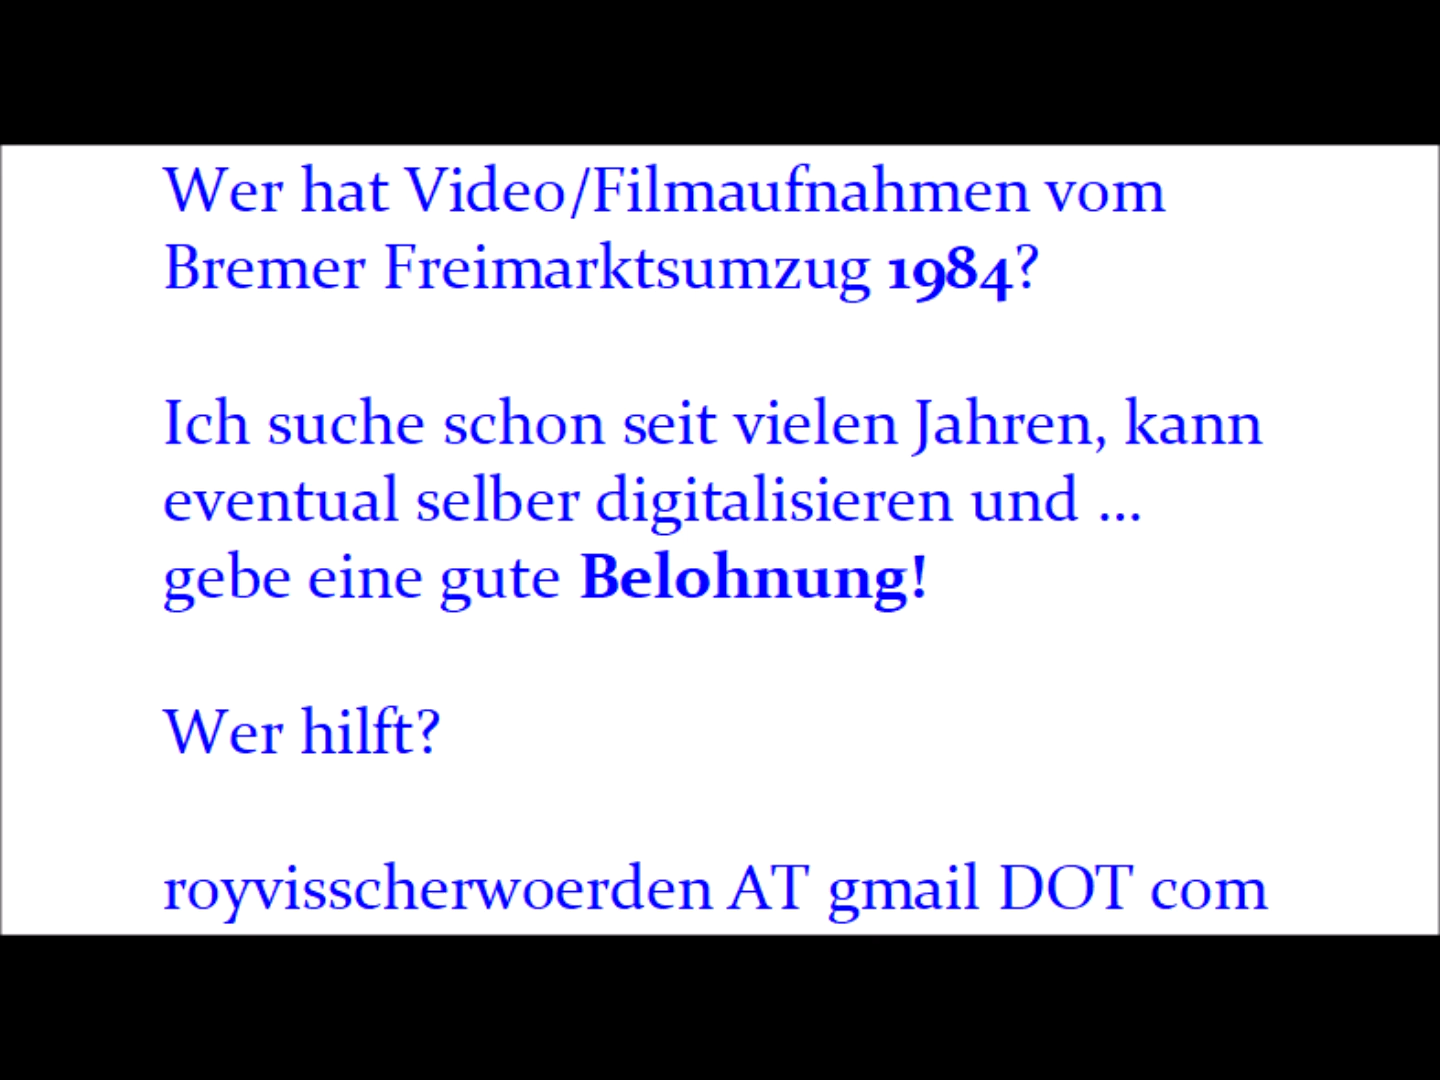 Wer hat Video/Filmaufnahmen vom
Bremer Freimarktsumzug 1984?
Ich suche schon seit vielen Jahren, kann
eventual selber digitalisieren und ...
gebe eine gute Belohnung!
Wer hilft?
royvisscherwoerden AT gmail DOT com